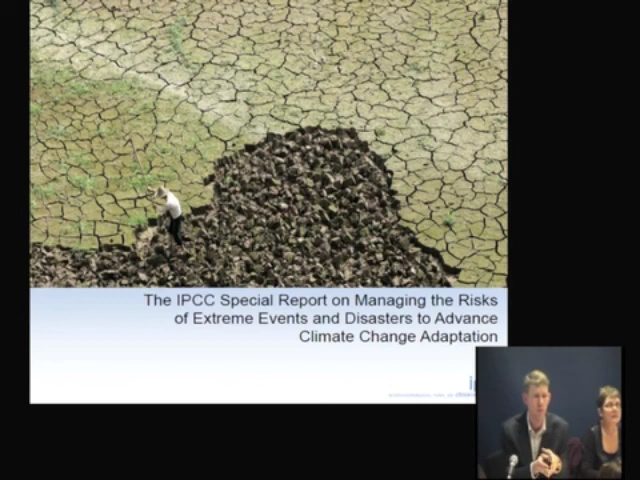 The IPCC Special Report on Managing the Risks
of Extreme Events and Disasters to Advance
Climate Change Adaptation